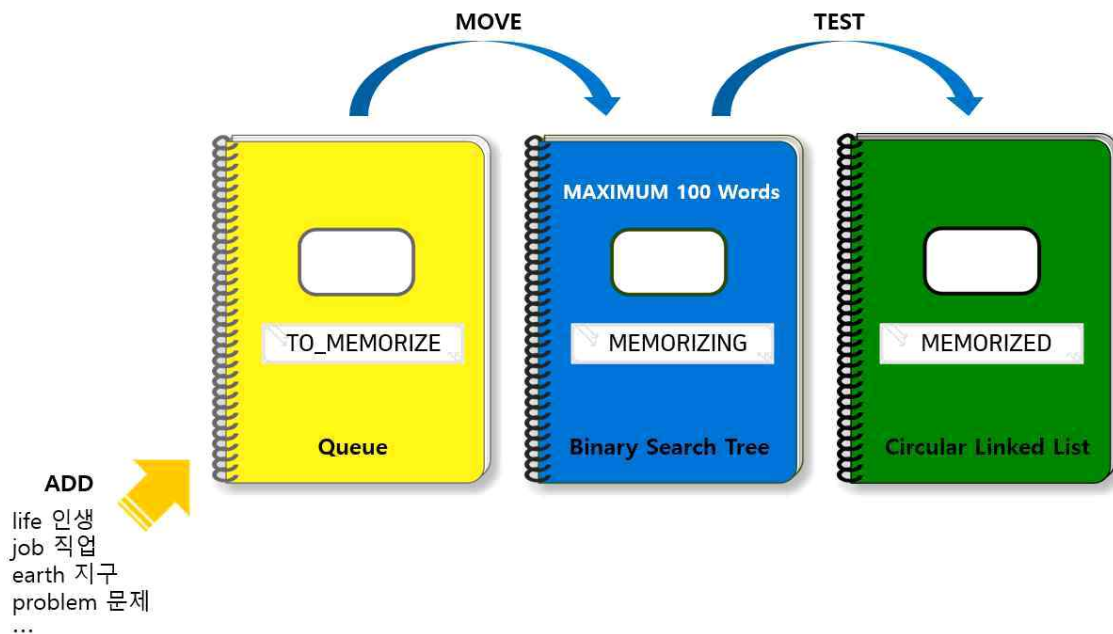 MOVE
TEST
MAXIMUM 100 Words
TO_MEMORIZE
MEMORIZING
MEMORIZED
Queue
Binary Search Tree
Circular Linked List
ADD
life 인생
job 직업
earth 지구
problem 문제
...